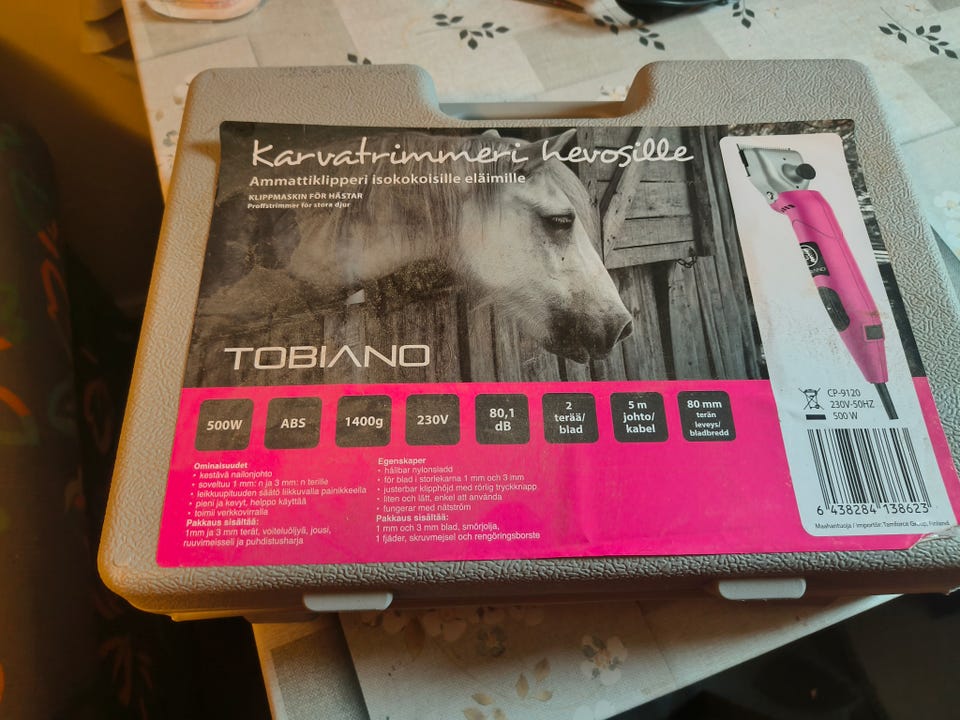 Karvatrimmeri hevosille
Ammattiklipperi isokokoisille eläimille
KLIPPMASKIN FÖR HÄSTAR
Proffstrimmer för stora djur
TOBIANO
500W
ABS
1400g
230V
80,1
dB
2
terää/
blad
5 m
johto/
kabel
80 mm
terän
leveys/
bladbredd
Ominaisuudet
• kestävä nailonjohto
• soveltuu 1 mm: n ja 3 mm: n terille
• leikkuupituuden säätö liikkuvalla painikkeella
• pieni ja kevyt, helppo käyttää
• toimii verkkovirralla
Pakkaus sisältää:
1mm ja 3 mm terät, voiteluöljyä, jousi,
ruuvimeisseli ja puhdistusharja
Egenskaper
• hållbar nylonsladd
• för blad i storlekarna 1 mm och 3 mm
• justerbar klipphöjd med rörlig tryckknapp
• liten och lätt, enkel att använda
• fungerar med nätström
Pakkaus sisältää:
1 mm och 3 mm blad, smörjolja,
1 fjäder, skruvmejsel och rengöringsborste
CP-9120
230V-50HZ
500 W
6 438284 138623
Maahantuoja / Importör: Tamforce Group, Finland